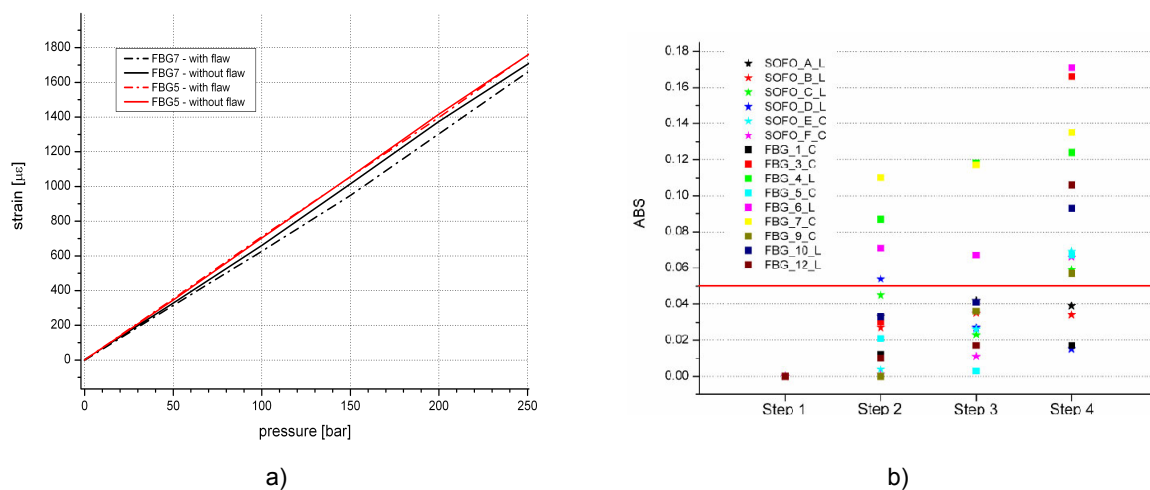 1800
1600
1400
1200
1000
800
600
400
200
0
strain [με]
FBG7 - with flaw
FBG7 - without flaw
FBG5 - with flaw
FBG5 - without flaw
0 50 100 150 200 250
pressure [bar]
a)
0.18
0.16
0.14
0.12
0.10
0.08
0.06
0.04
0.02
0.00
ABS
SOFO_A_L
SOFO_B_L
SOFO_C_L
SOFO_D_L
SOFO_E_C
SOFO_F_C
FBG_1_C
FBG_3_C
FBG_4_L
FBG_5_C
FBG_6_L
FBG_7_C
FBG_9_C
FBG_10_L
FBG_12_L
Step 1 Step 2 Step 3 Step 4
b)